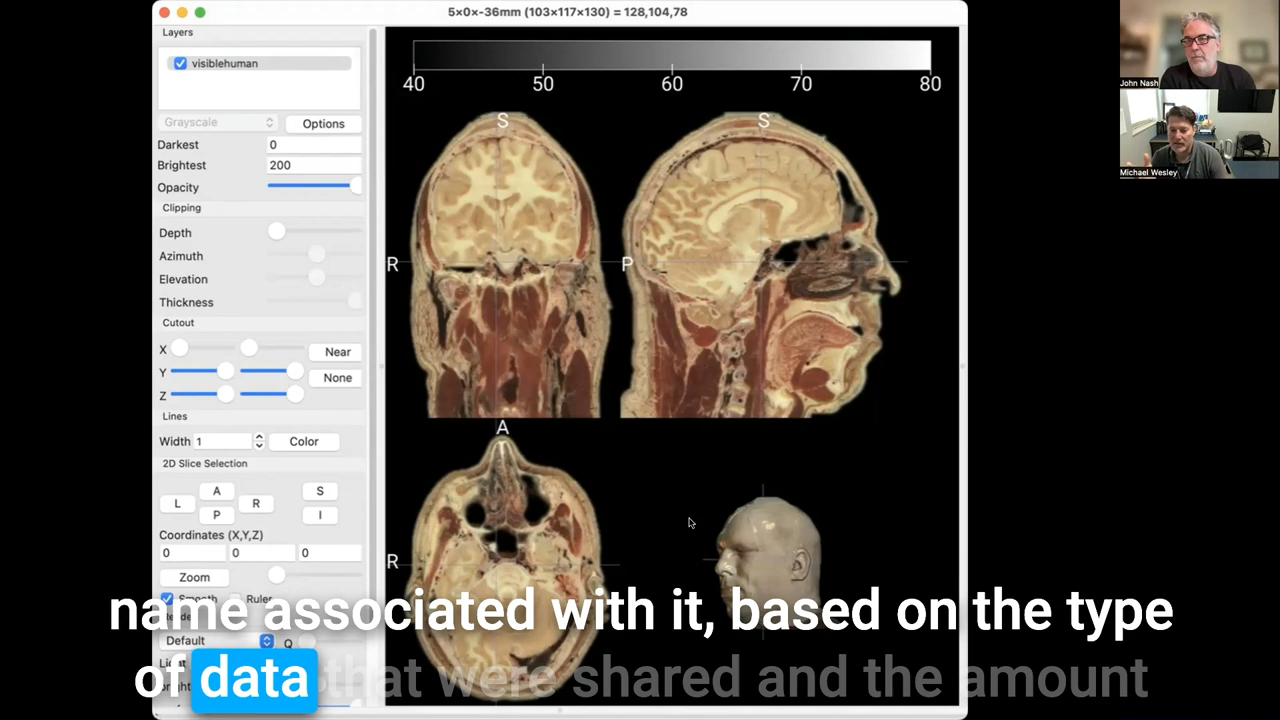 5×0×-36mm (103×117×130) = 128,104,78
Layers
visiblehuman
Grayscale
Options
Darkest 0
Brightest 200
Opacity
Clipping
Depth
Azimuth
Elevation
Thickness
Cutout
X
Near
Y
None
Z
Lines
Width 1
Color
2D Slice Selection
A S
L R
P I
Coordinates (X,Y,Z)
0 0 0
Zoom
Smooth Ruler
Default Q
40 50 60 70 80
S S
R P
A
R
John Nash
Michael Wesley
name associated with it, based on the type
of data that were shared and the amount